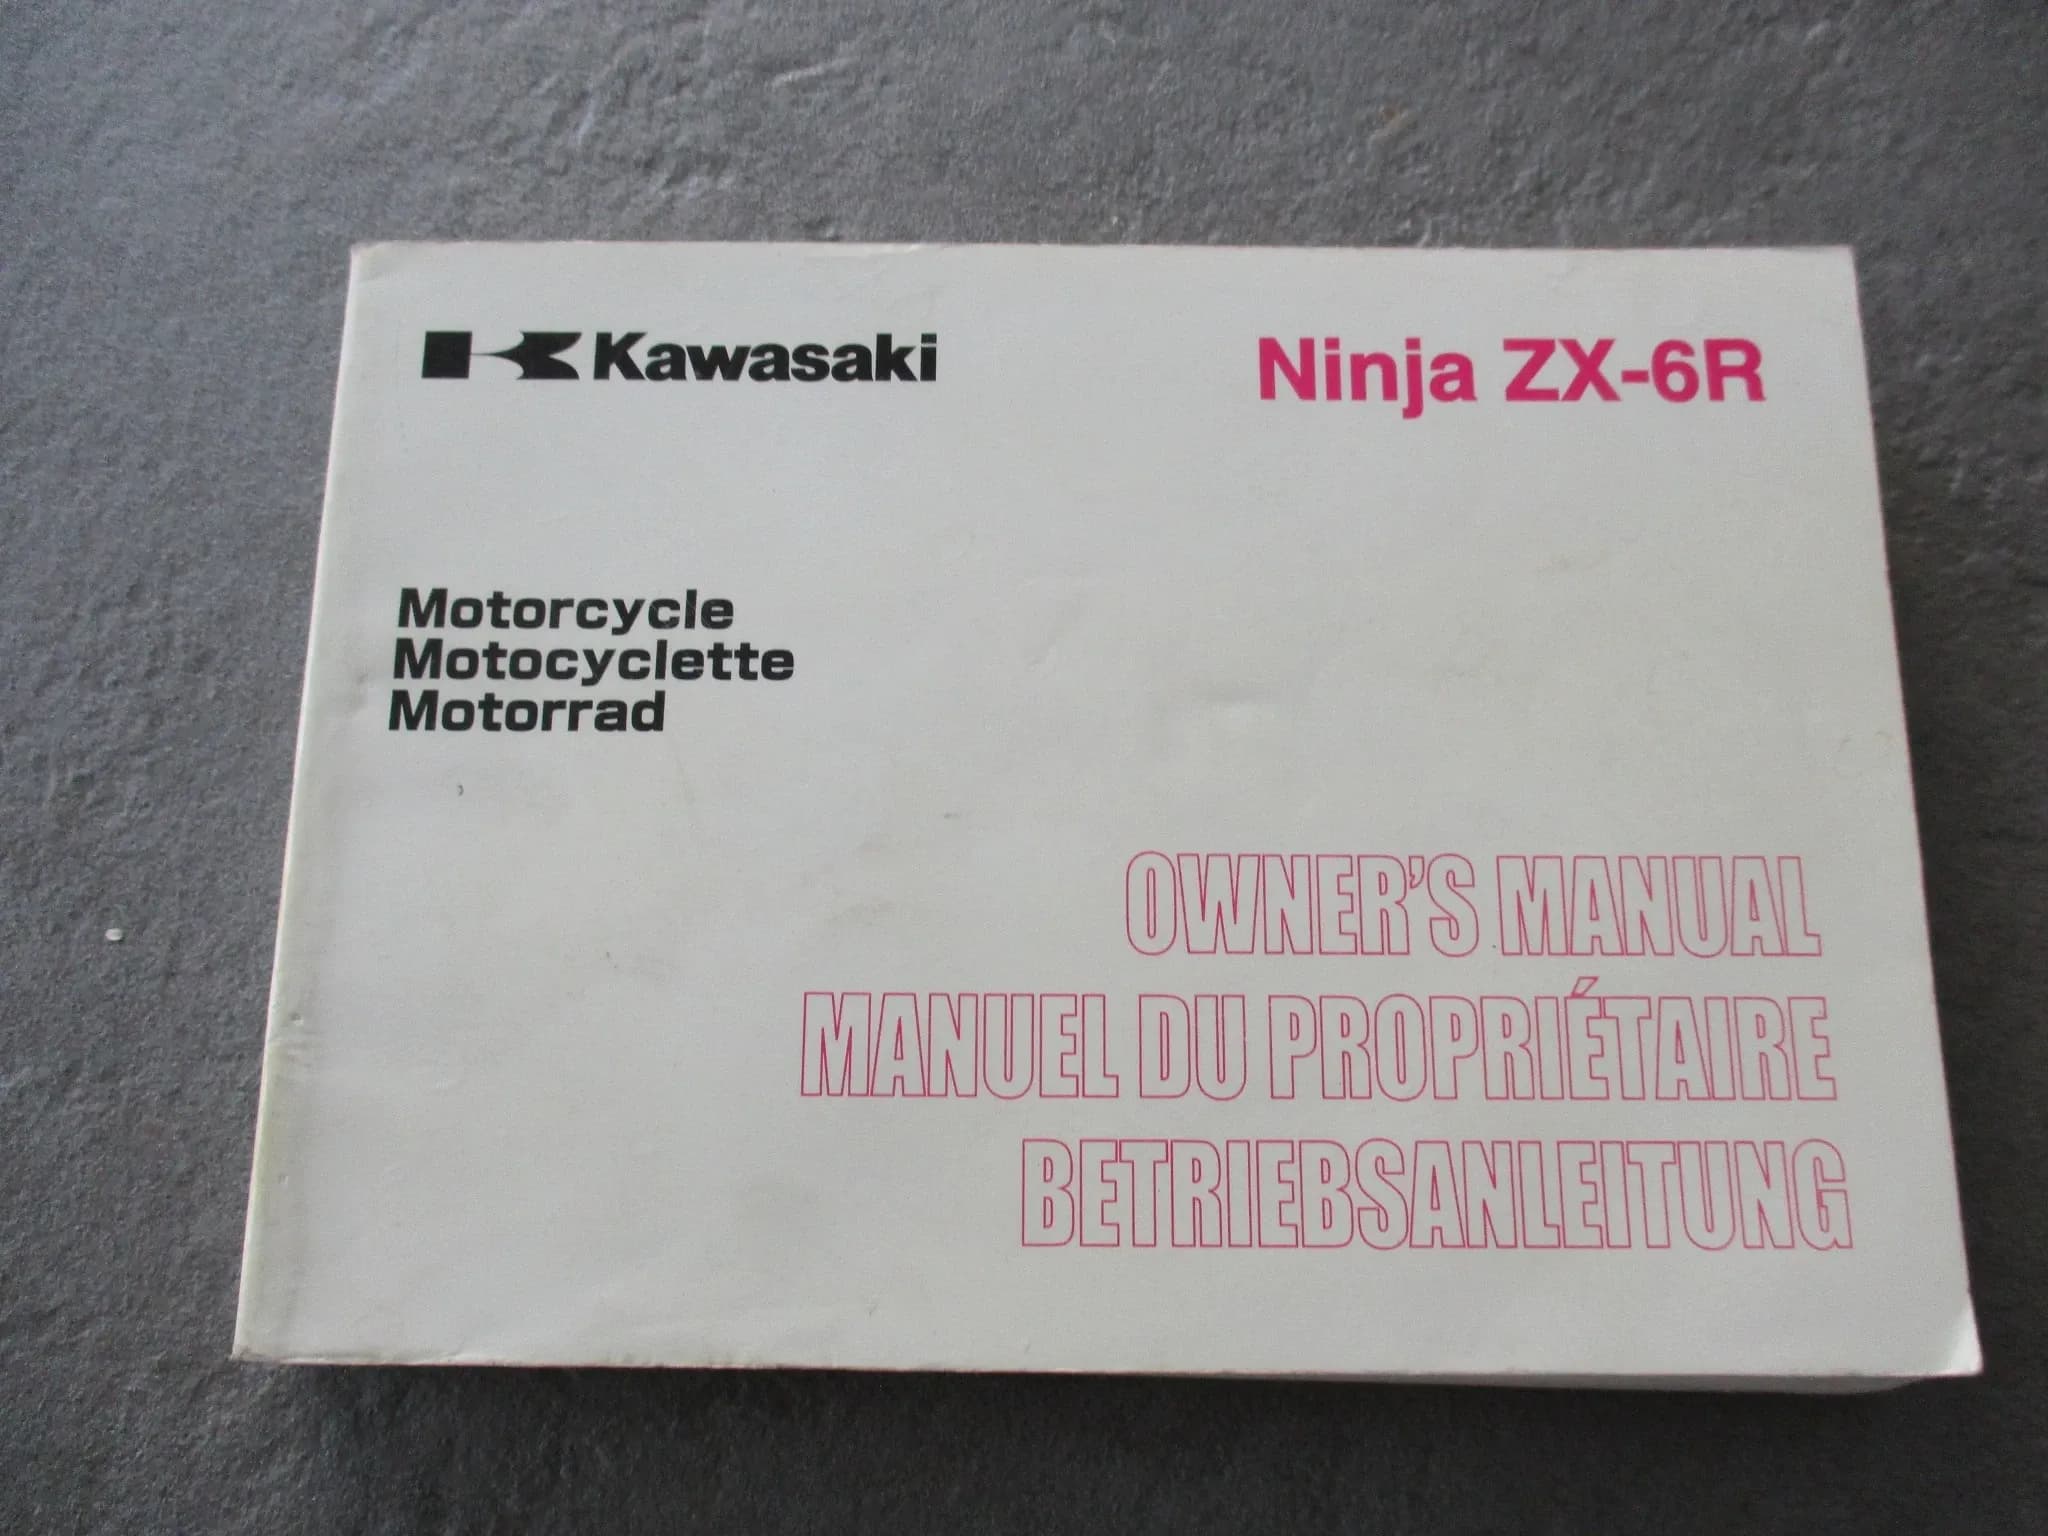 Kawasaki
Ninja ZX-6R
Motorcycle
Motocyclette
Motorrad
OWNER'S MANUAL
MANUEL DU PROPRIÉTAIRE
BETRIEBSANLEITUNG